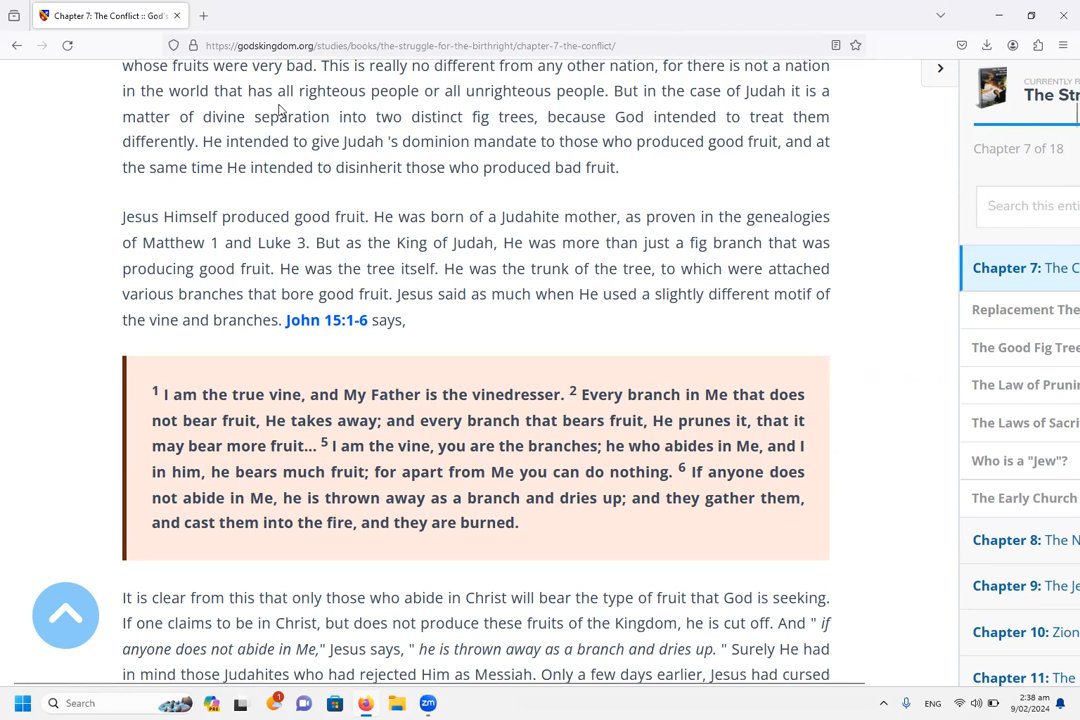 Chapter 7: The Conflict :: God's
https://godskingdom.org/studies/books/the-struggle-for-the-birthright/chapter-7-the-conflict/
whose fruits were very bad. This is really no different from any other nation, for there is not a nation
in the world that has all righteous people or all unrighteous people. But in the case of Judah it is a
matter of divine separation into two distinct fig trees, because God intended to treat them
differently. He intended to give Judah 's dominion mandate to those who produced good fruit, and at
the same time He intended to disinherit those who produced bad fruit.
Jesus Himself produced good fruit. He was born of a Judahite mother, as proven in the genealogies
of Matthew 1 and Luke 3. But as the King of Judah, He was more than just a fig branch that was
producing good fruit. He was the tree itself. He was the trunk of the tree, to which were attached
various branches that bore good fruit. Jesus said as much when He used a slightly different motif of
the vine and branches. John 15:1-6 says,
1 I am the true vine, and My Father is the vinedresser. 2 Every branch in Me that does
not bear fruit, He takes away; and every branch that bears fruit, He prunes it, that it
may bear more fruit... 5 I am the vine, you are the branches; he who abides in Me, and I
in him, he bears much fruit; for apart from Me you can do nothing. 6 If anyone does
not abide in Me, he is thrown away as a branch and dries up; and they gather them,
and cast them into the fire, and they are burned.
It is clear from this that only those who abide in Christ will bear the type of fruit that God is seeking.
If one claims to be in Christ, but does not produce these fruits of the Kingdom, he is cut off. And " if
anyone does not abide in Me," Jesus says, " he is thrown away as a branch and dries up. " Surely He had
in mind those Judahites who had rejected Him as Messiah. Only a few days earlier, Jesus had cursed
CURRENTLY R
The Str
Chapter 7 of 18
Search this enti
Chapter 7: The C
Replacement The
The Good Fig Tree
The Law of Prunin
The Laws of Sacri
Who is a "Jew"?
The Early Church
Chapter 8: The N
Chapter 9: The Je
Chapter 10: Zion
Chapter 11: The
Search
1
zm
ENG
2:38 am
9/02/2024